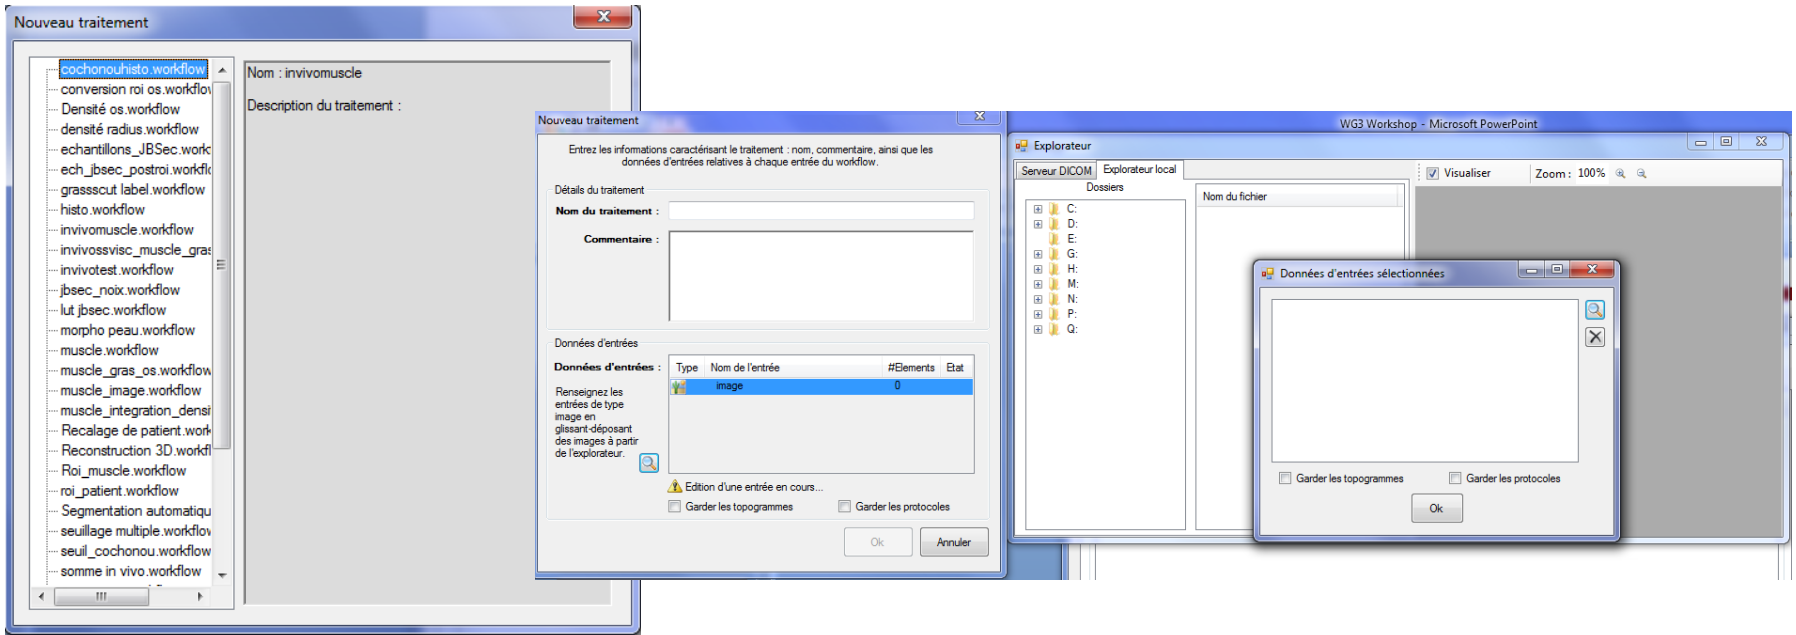 Nouveau traitement
cochonouhisto.workflow
conversion roi os.workflov
Densité os.workflow
densité radius.workflow
echantillons_JBSec.work
ech_jbsec_postroi.workfl
grassscut label.workflow
histo.workflow
invivomuscle.workflow
invivossvisc_muscle_gras
invivotest.workflow
jbsec_noix.workflow
lut jbsec.workflow
morpho peau.workflow
muscle.workflow
muscle_gras_os.workflow
muscle_image.workflow
muscle_integration_densi
Recalage de patient.work
Reconstruction 3D.workfl
Roi_muscle.workflow
roi_patient.workflow
Segmentation automatiqu
seuillage multiple.workflov
seuil_cochonou.workflow
somme in vivo.workflow
Nom : invivomuscle
Description du traitement :
Nouveau traitement
Entrez les infomations caractérisant le traitement : nom, commentaire, ainsi que les
données d'entrées relatives à chaque entrée du workflow.
Détails du traitement
Nom du traitement :
Commentaire :
Données d'entrées
Données d'entrées :
Type Nom de l'entrée #Elements Etat
image 0
Renseignez les
entrées de type
image en
glissant-déposant
des images à partir
de l'explorateur.
Edition d'une entrée en cours...
Garder les topogrammes Garder les protocoles
Ok Annuler
WG3 Workshop - Microsoft PowerPoint
Explorateur
Serveur DICOM Explorateur local
Visualiser Zoom : 100%
Dossiers
Nom du fichier
C:
D:
E:
G:
H:
M:
N:
P:
Q:
Données d'entrées sélectionnées
Garder les topogrammes Garder les protocoles
Ok